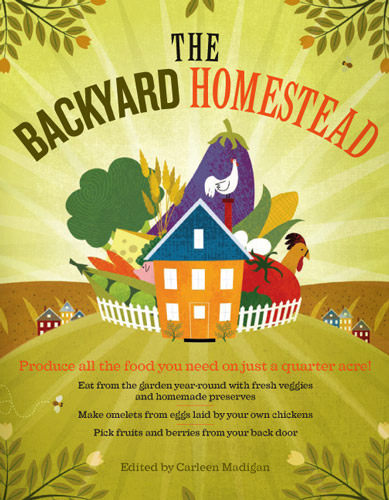 THE
BACKYARD HOMESTEAD
Produce all the food you need on just a quarter acre!
Eat from the garden year-round with fresh veggies
and homemade preserves
Make omelets from eggs laid by your own chickens
Pick fruits and berries from your back door
Edited by Carleen Madigan